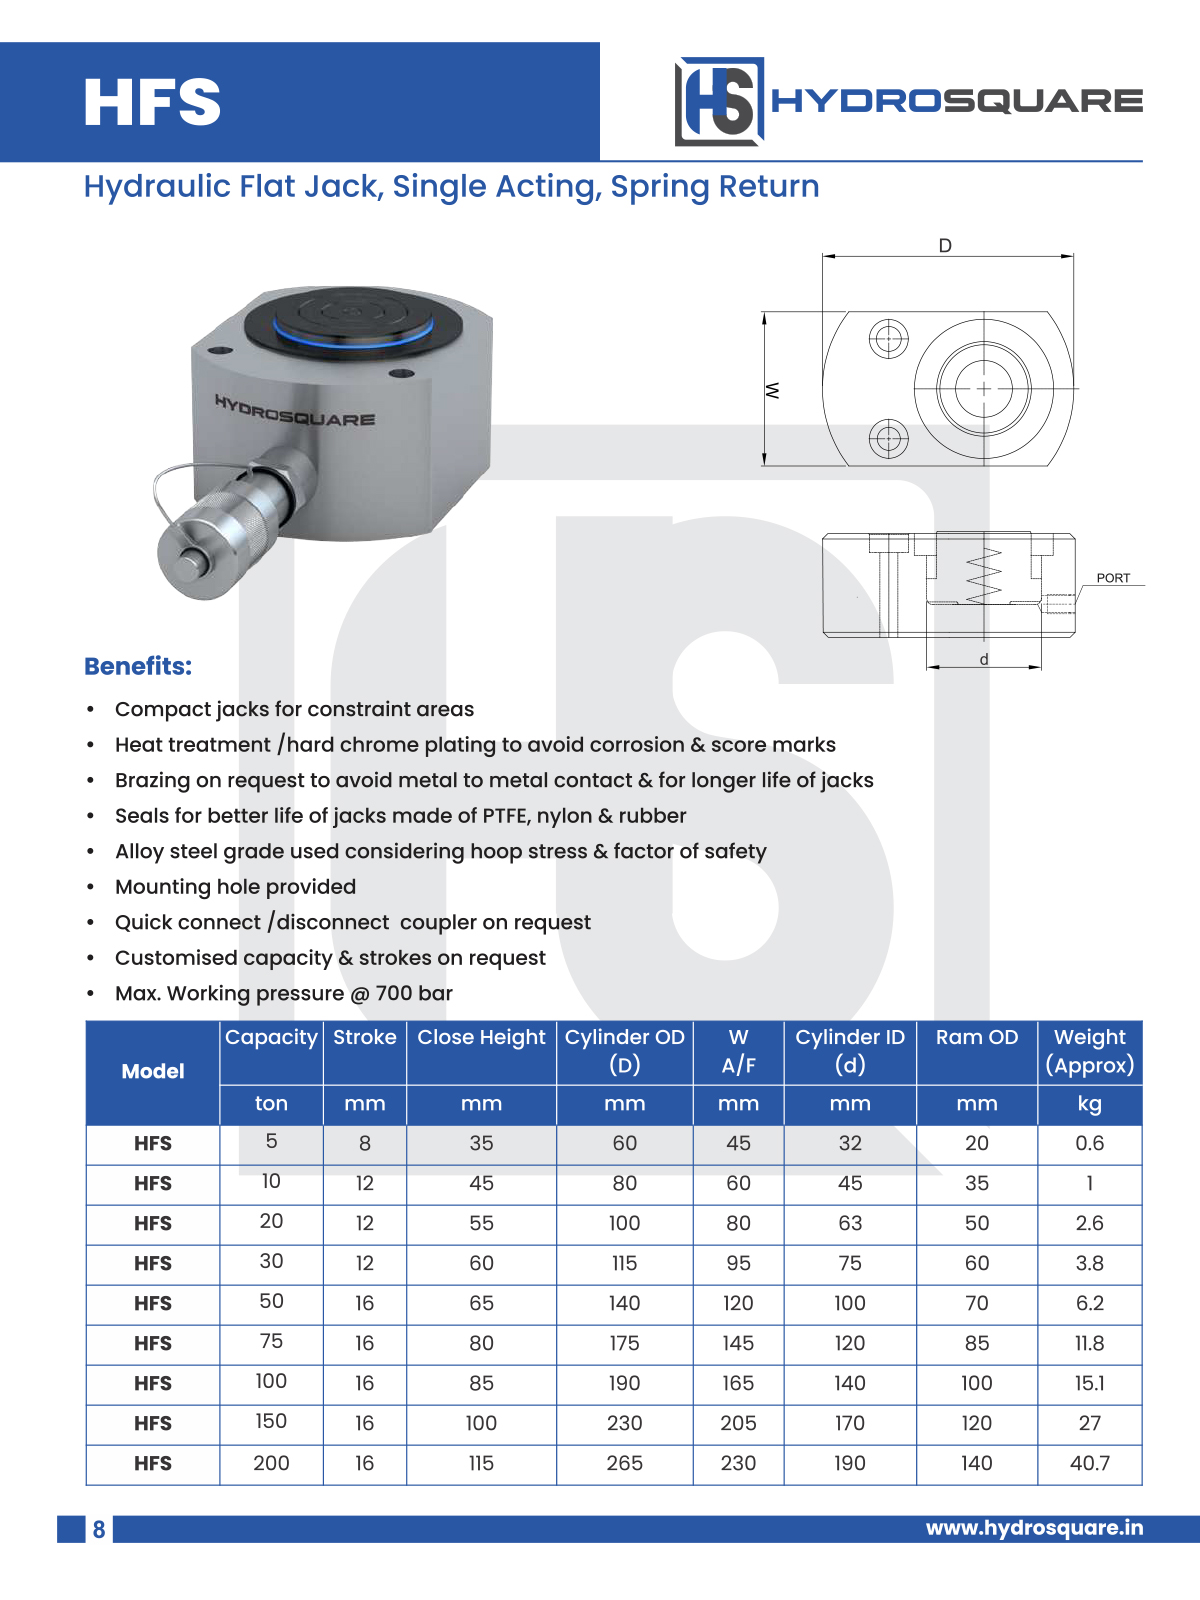 HFS
HS HYDROSQUARE
Hydraulic Flat Jack, Single Acting, Spring Return
D
W
HYDROSQUARE
PORT
d
Benefits:
• Compact jacks for constraint areas
• Heat treatment /hard chrome plating to avoid corrosion & score marks
• Brazing on request to avoid metal to metal contact & for longer life of jacks
• Seals for better life of jacks made of PTFE, nylon & rubber
• Alloy steel grade used considering hoop stress & factor of safety
• Mounting hole provided
• Quick connect /disconnect  coupler on request
• Customised capacity & strokes on request
• Max. Working pressure @ 700 bar
Model Capacity Stroke Close Height Cylinder OD (D) W A/F Cylinder ID (d) Ram OD Weight (Approx)
ton mm mm mm mm mm mm kg
HFS 5 8 35 60 45 32 20 0.6
HFS 10 12 45 80 60 45 35 1
HFS 20 12 55 100 80 63 50 2.6
HFS 30 12 60 115 95 75 60 3.8
HFS 50 16 65 140 120 100 70 6.2
HFS 75 16 80 175 145 120 85 11.8
HFS 100 16 85 190 165 140 100 15.1
HFS 150 16 100 230 205 170 120 27
HFS 200 16 115 265 230 190 140 40.7
8
www.hydrosquare.in